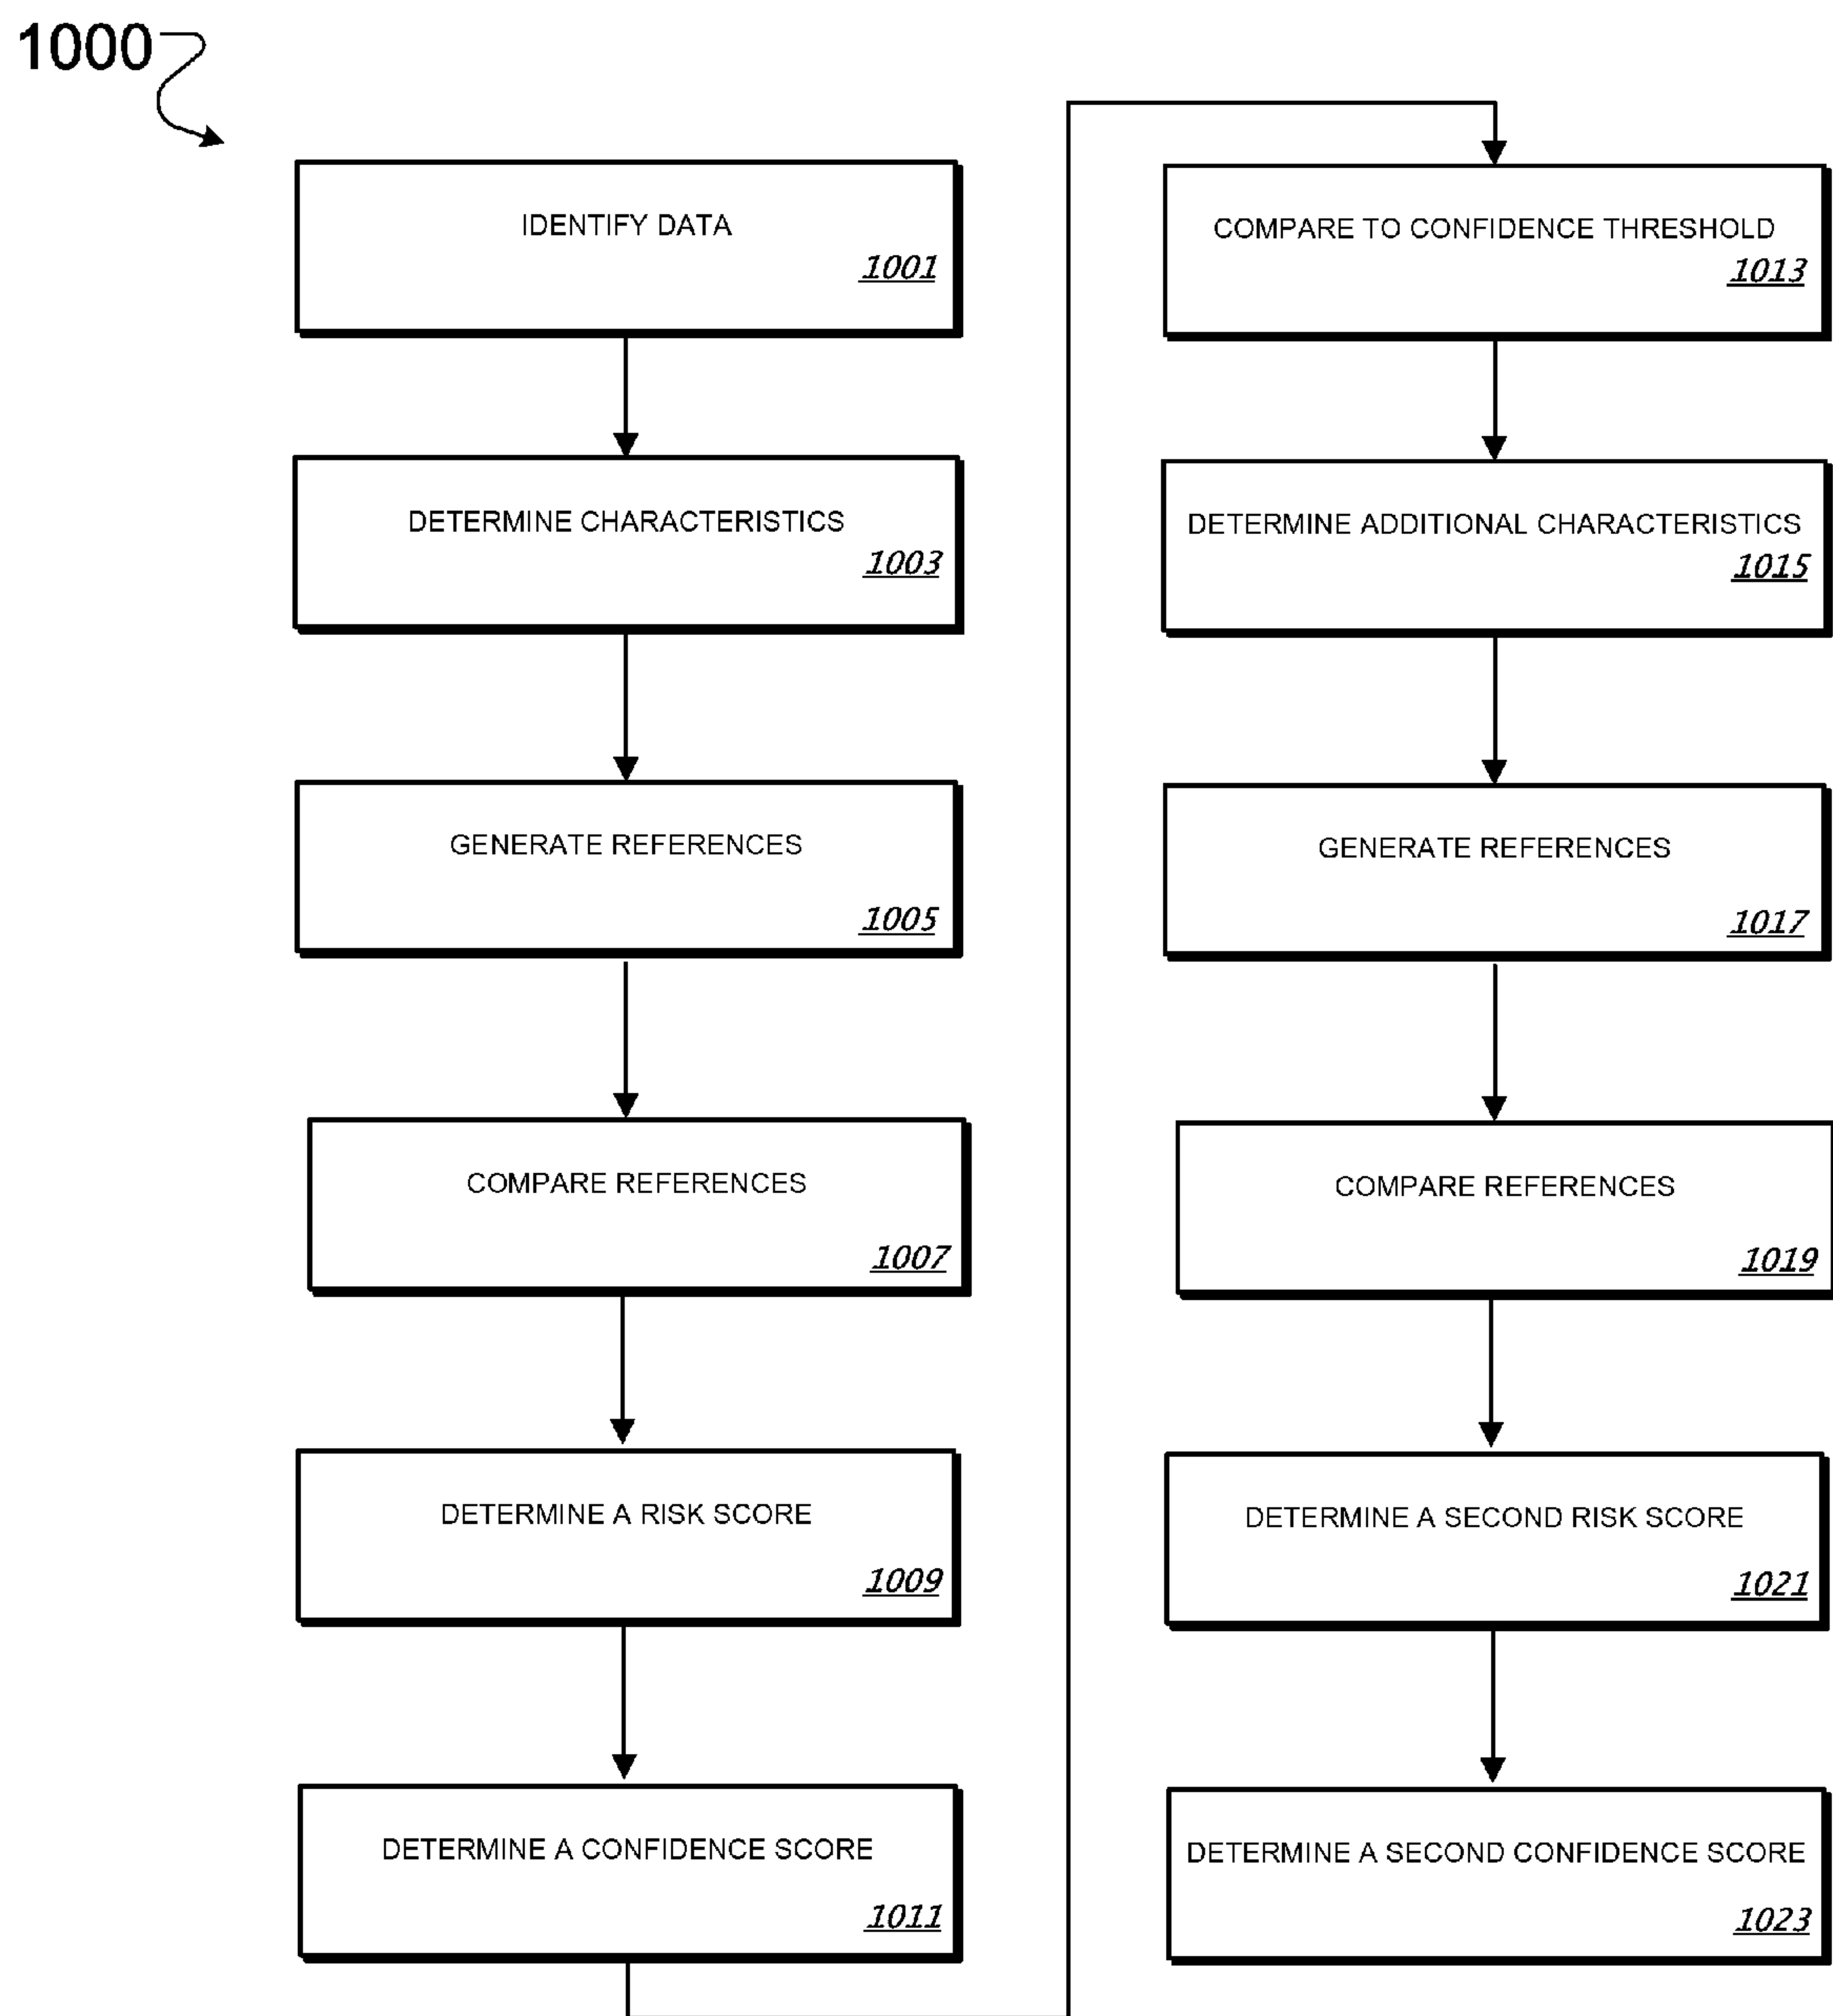 1000
IDENTIFY DATA
1001
DETERMINE CHARACTERISTICS
1003
GENERATE REFERENCES
1005
COMPARE REFERENCES
1007
DETERMINE A RISK SCORE
1009
DETERMINE A CONFIDENCE SCORE
1011
COMPARE TO CONFIDENCE THRESHOLD
1013
DETERMINE ADDITIONAL CHARACTERISTICS
1015
GENERATE REFERENCES
1017
COMPARE REFERENCES
1019
DETERMINE A SECOND RISK SCORE
1021
DETERMINE A SECOND CONFIDENCE SCORE
1023